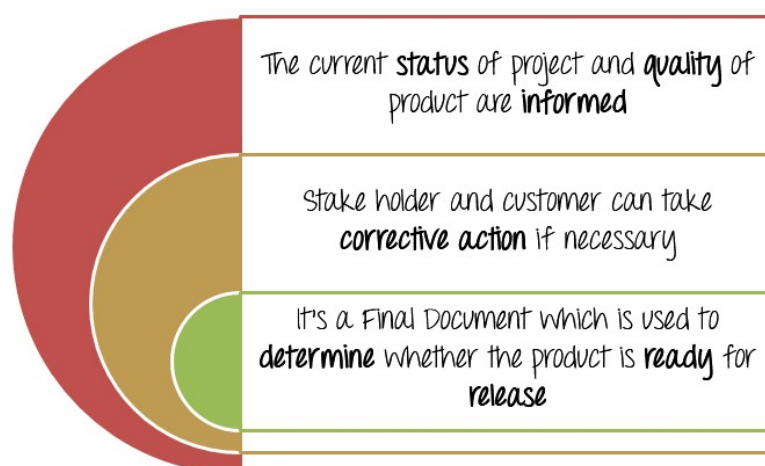 The current status of project and quality of
product are informed
Stake holder and customer can take
corrective action if necessary
It's a Final Document which is used to
determine whether the product is ready for
release